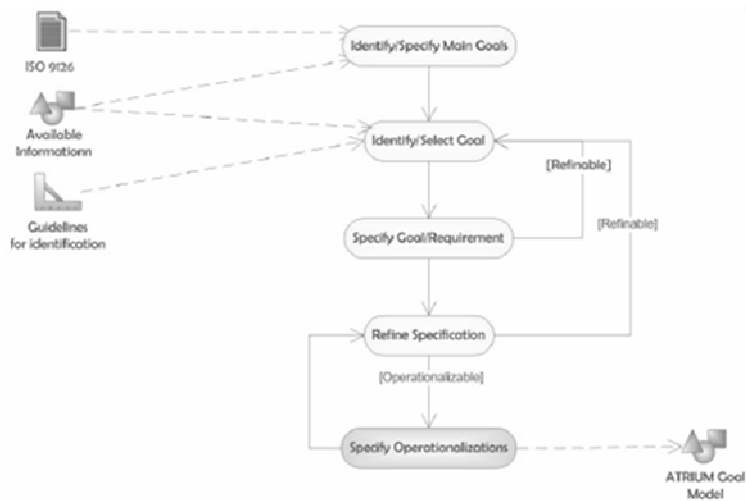 ISO 9126
Identify/Specify Main Goals
Available
Informationn
Identify/Select Goal
[Refinable]
Guidelines
for identification
[Refinable]
Specify Goal/Requirement
Refine Specification
[Operationalizable]
Specify Operationalizations
ATRIUM Goal
Model